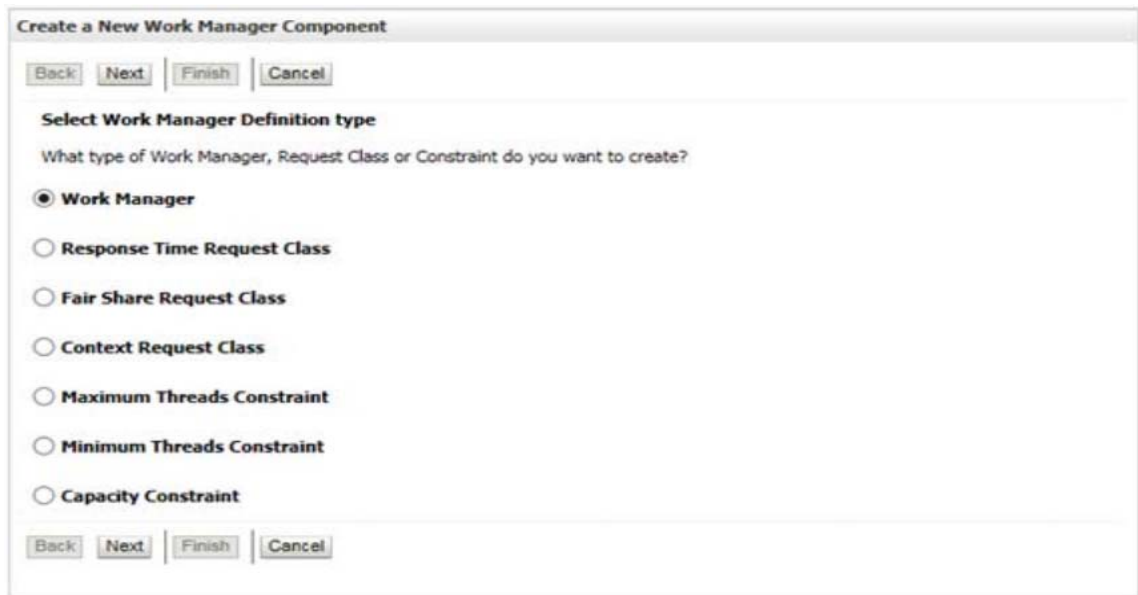 Create a New Work Manager Component
Back Next Finish Cancel
Select Work Manager Definition type
What type of Work Manager, Request Class or Constraint do you want to create?
Work Manager
Response Time Request Class
Fair Share Request Class
Context Request Class
Maximum Threads Constraint
Minimum Threads Constraint
Capacity Constraint
Back Next Finish Cancel